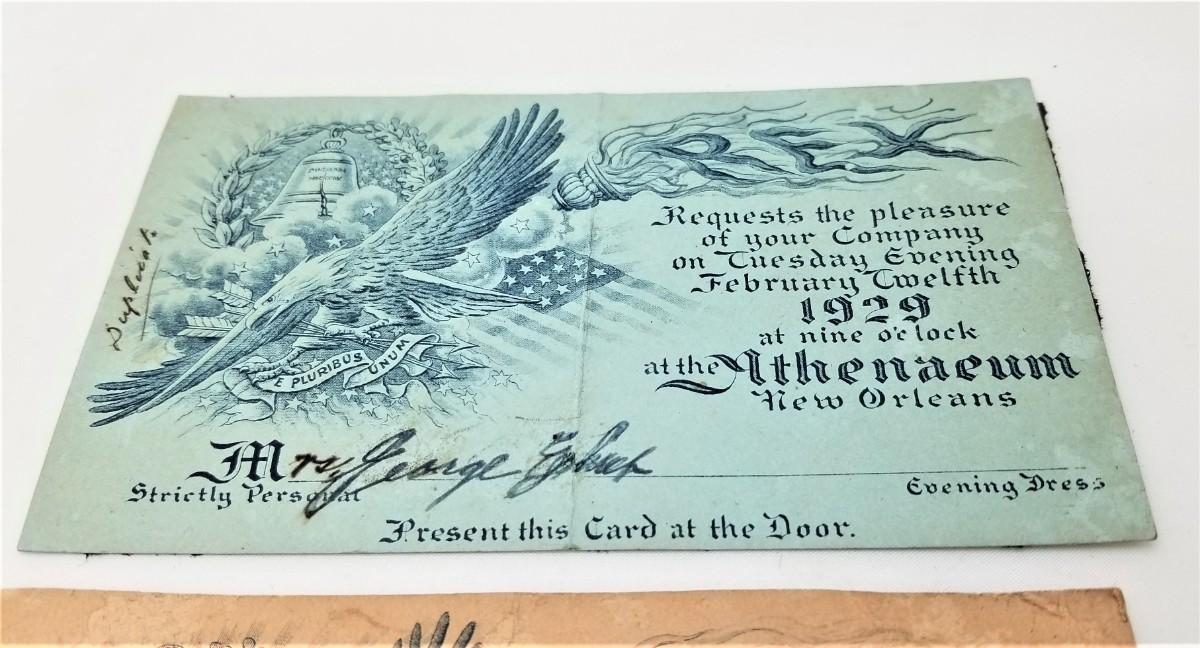 REX
Requests the pleasure
of your Company
on Tuesday Evening
February Twelfth
1929
at nine o'clock
at the Athenaeum
New Orleans
E PLURIBUS UNUM
Mrs George
Strictly Personal
Evening Dress
Present this Card at the Door.